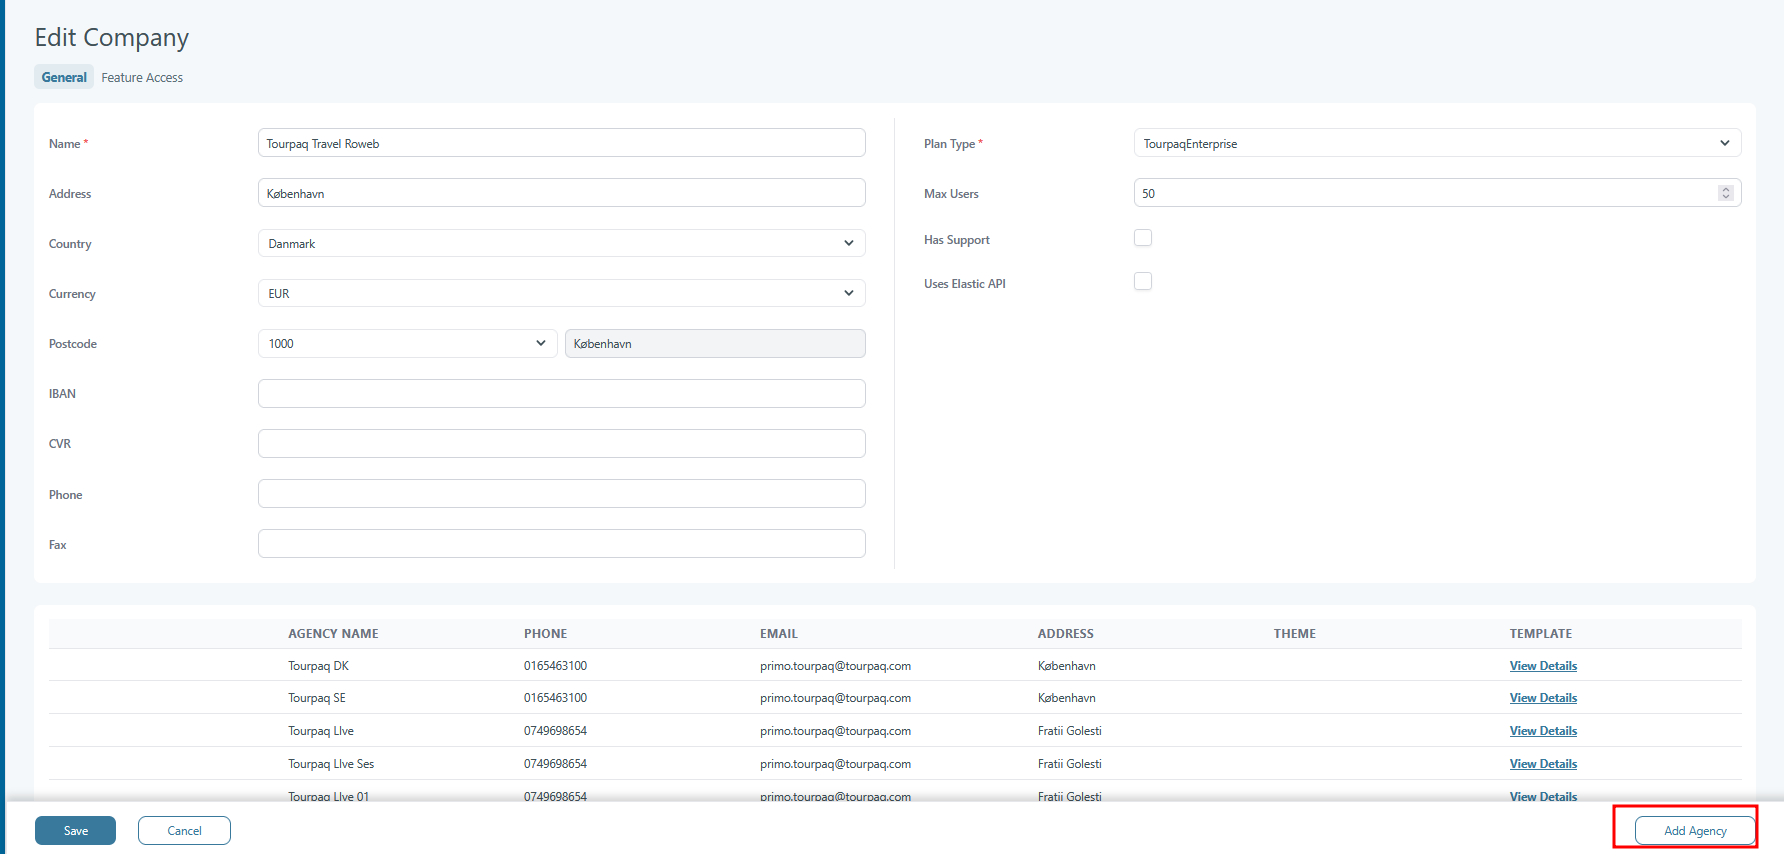 Edit Company
General Feature Access
Name * Tourpaq Travel Roweb
Address København
Country Danmark
Currency EUR
Postcode 1000 København
IBAN
CVR
Phone
Fax
Plan Type * TourpaqEnterprise
Max Users 50
Has Support
Uses Elastic API
AGENCY NAME PHONE EMAIL ADDRESS THEME TEMPLATE
Tourpaq DK 0165463100 primo.tourpaq@tourpaq.com København View Details
Tourpaq SE 0165463100 primo.tourpaq@tourpaq.com København View Details
Tourpaq LIve 0749698654 primo.tourpaq@tourpaq.com Fratii Golesti View Details
Tourpaq LIve Ses 0749698654 primo.tourpaq@tourpaq.com Fratii Golesti View Details
Tourpaq LIve 01 0749698654 primo.tourpaq@tourpaq.com Fratii Golesti View Details
Save Cancel Add Agency